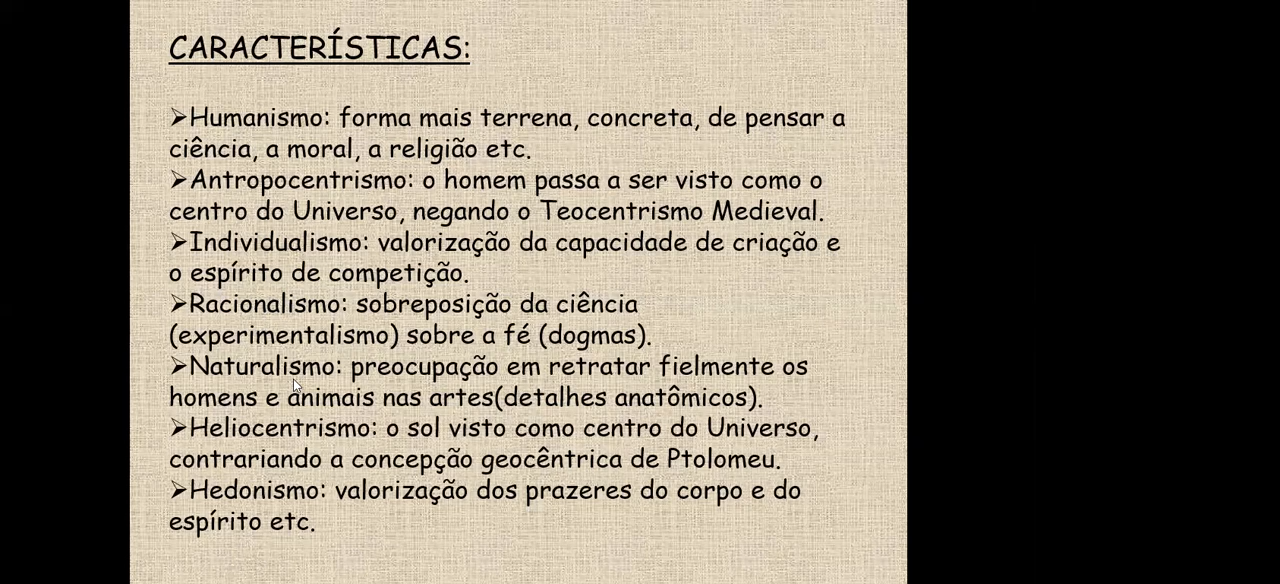 CARACTERÍSTICAS:
➢Humanismo: forma mais terrena, concreta, de pensar a
ciência, a moral, a religião etc.
➢Antropocentrismo: o homem passa a ser visto como o
centro do Universo, negando o Teocentrismo Medieval.
➢Individualismo: valorização da capacidade de criação e
o espírito de competição.
➢Racionalismo: sobreposição da ciência
(experimentalismo) sobre a fé (dogmas).
➢Naturalismo: preocupação em retratar fielmente os
homens e animais nas artes(detalhes anatômicos).
➢Heliocentrismo: o sol visto como centro do Universo,
contrariando a concepção geocêntrica de Ptolomeu.
➢Hedonismo: valorização dos prazeres do corpo e do
espírito etc.